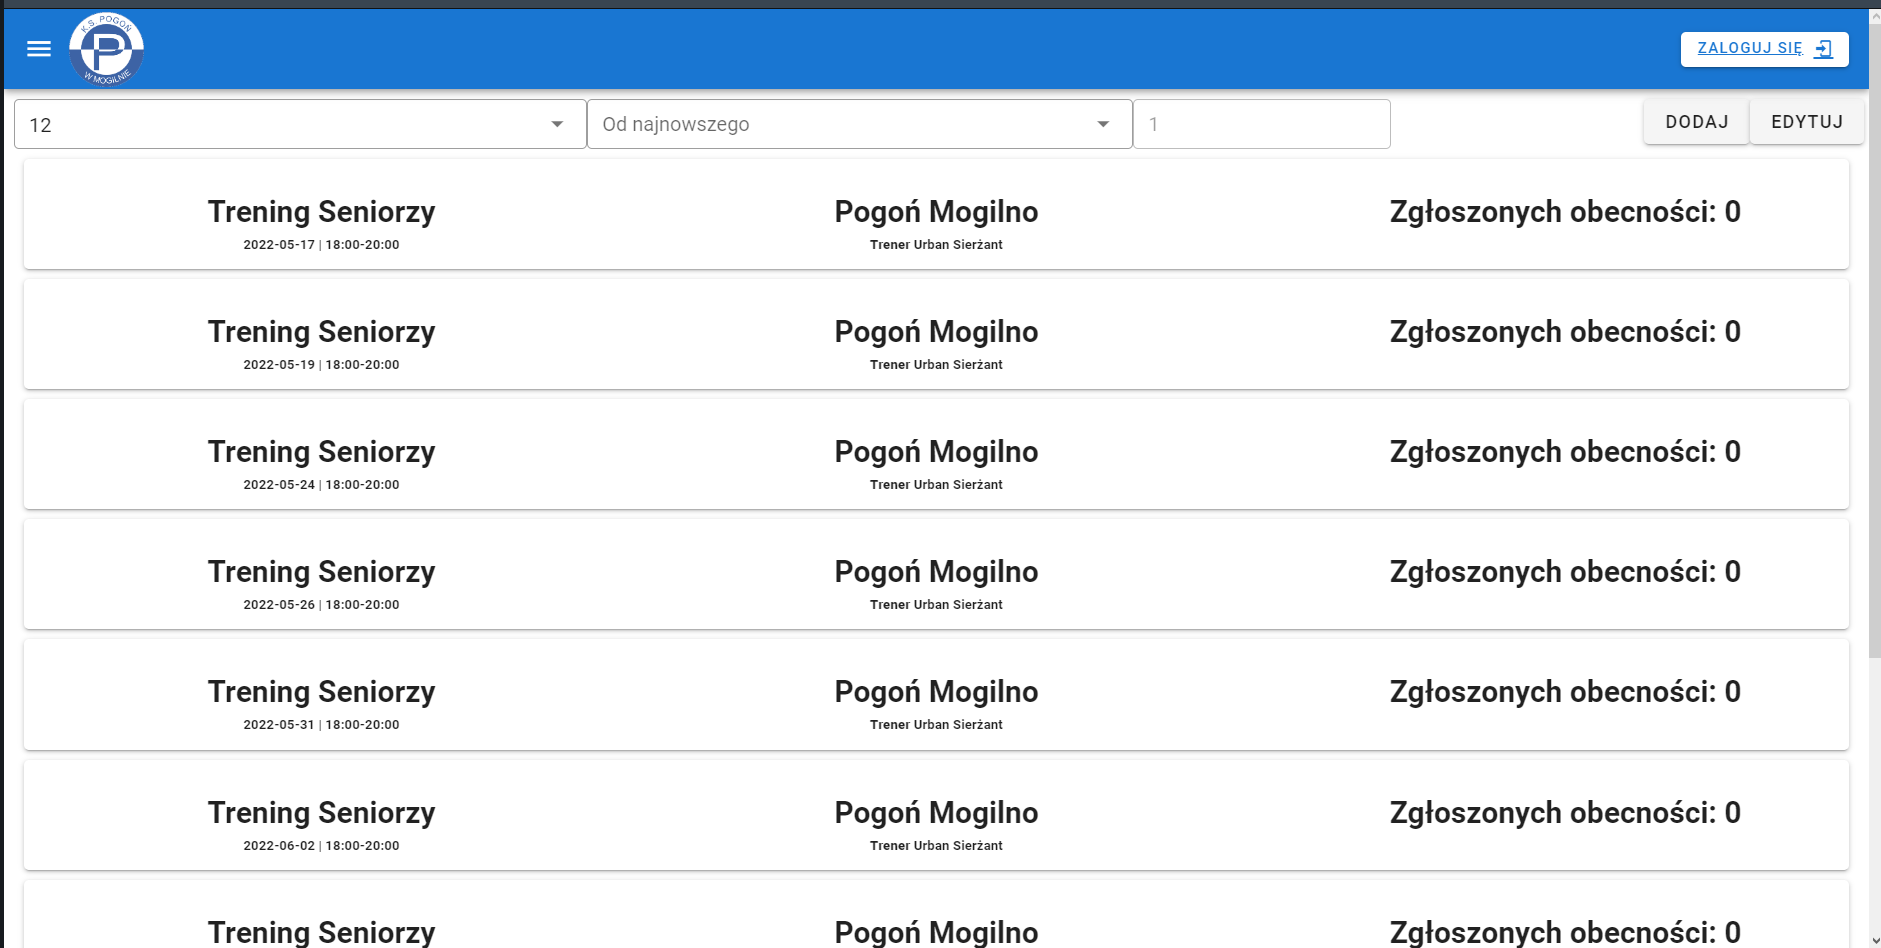 K.S. POGOŃ
P
W MOGILNIE
ZALOGUJ SIĘ
12
Od najnowszego
1
DODAJ
EDYTUJ
Trening Seniorzy
2022-05-17 | 18:00-20:00
Pogoń Mogilno
Trener Urban Sierżant
Zgłoszonych obecności: 0
Trening Seniorzy
2022-05-19 | 18:00-20:00
Pogoń Mogilno
Trener Urban Sierżant
Zgłoszonych obecności: 0
Trening Seniorzy
2022-05-24 | 18:00-20:00
Pogoń Mogilno
Trener Urban Sierżant
Zgłoszonych obecności: 0
Trening Seniorzy
2022-05-26 | 18:00-20:00
Pogoń Mogilno
Trener Urban Sierżant
Zgłoszonych obecności: 0
Trening Seniorzy
2022-05-31 | 18:00-20:00
Pogoń Mogilno
Trener Urban Sierżant
Zgłoszonych obecności: 0
Trening Seniorzy
2022-06-02 | 18:00-20:00
Pogoń Mogilno
Trener Urban Sierżant
Zgłoszonych obecności: 0
Trening Seniorzy
Pogoń Mogilno
Zgłoszonych obecności: 0